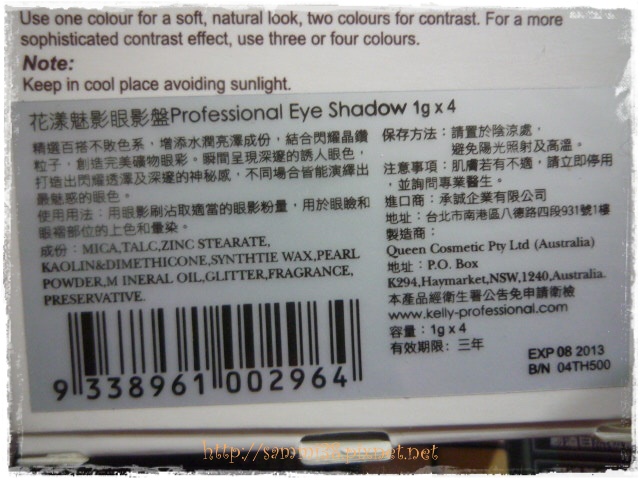 Use one colour for a soft, natural look, two colours for contrast. For a more
sophisticated contrast effect, use three or four colours.
Note:
Keep in cool place avoiding sunlight.
花漾魅影眼影盤Professional Eye Shadow 1g x 4
精選百搭不敗色系，增添水潤亮澤成份，結合閃耀晶鑽
粒子，創造完美礦物眼彩。瞬間呈現深邃的誘人眼色，
打造出閃耀透澤及深邃的神秘感，不同場合皆能演繹出
最魅惑的眼色。
使用用法：用眼影刷沾取適當的眼影粉量，用於眼瞼和
眼褶部位的上色和暈染。
成份：MICA,TALC,ZINC STEARATE,
KAOLIN&DIMETHICONE,SYNTHTIE WAX,PEARL
POWDER,M INERAL OIL,GLITTER,FRAGRANCE,
PRESERVATIVE.
9 338961 002964
保存方法：請置於陰涼處，
避免陽光照射及高溫。
注意事項：肌膚若有不適，請立即停用
，並詢問專業醫生。
進口商：承誠企業有限公司
地址：台北市南港區八德路四段931號1樓
製造商：
Queen Cosmetic Pty Ltd (Australia)
地址：P.O. Box
K294,Haymarket,NSW,1240,Australia.
本產品經衛生署公告免申請衛檢
www.kelly-professional.com
容量：1g x 4
有效期限：三年
EXP 08 2013
B/N 04TH500